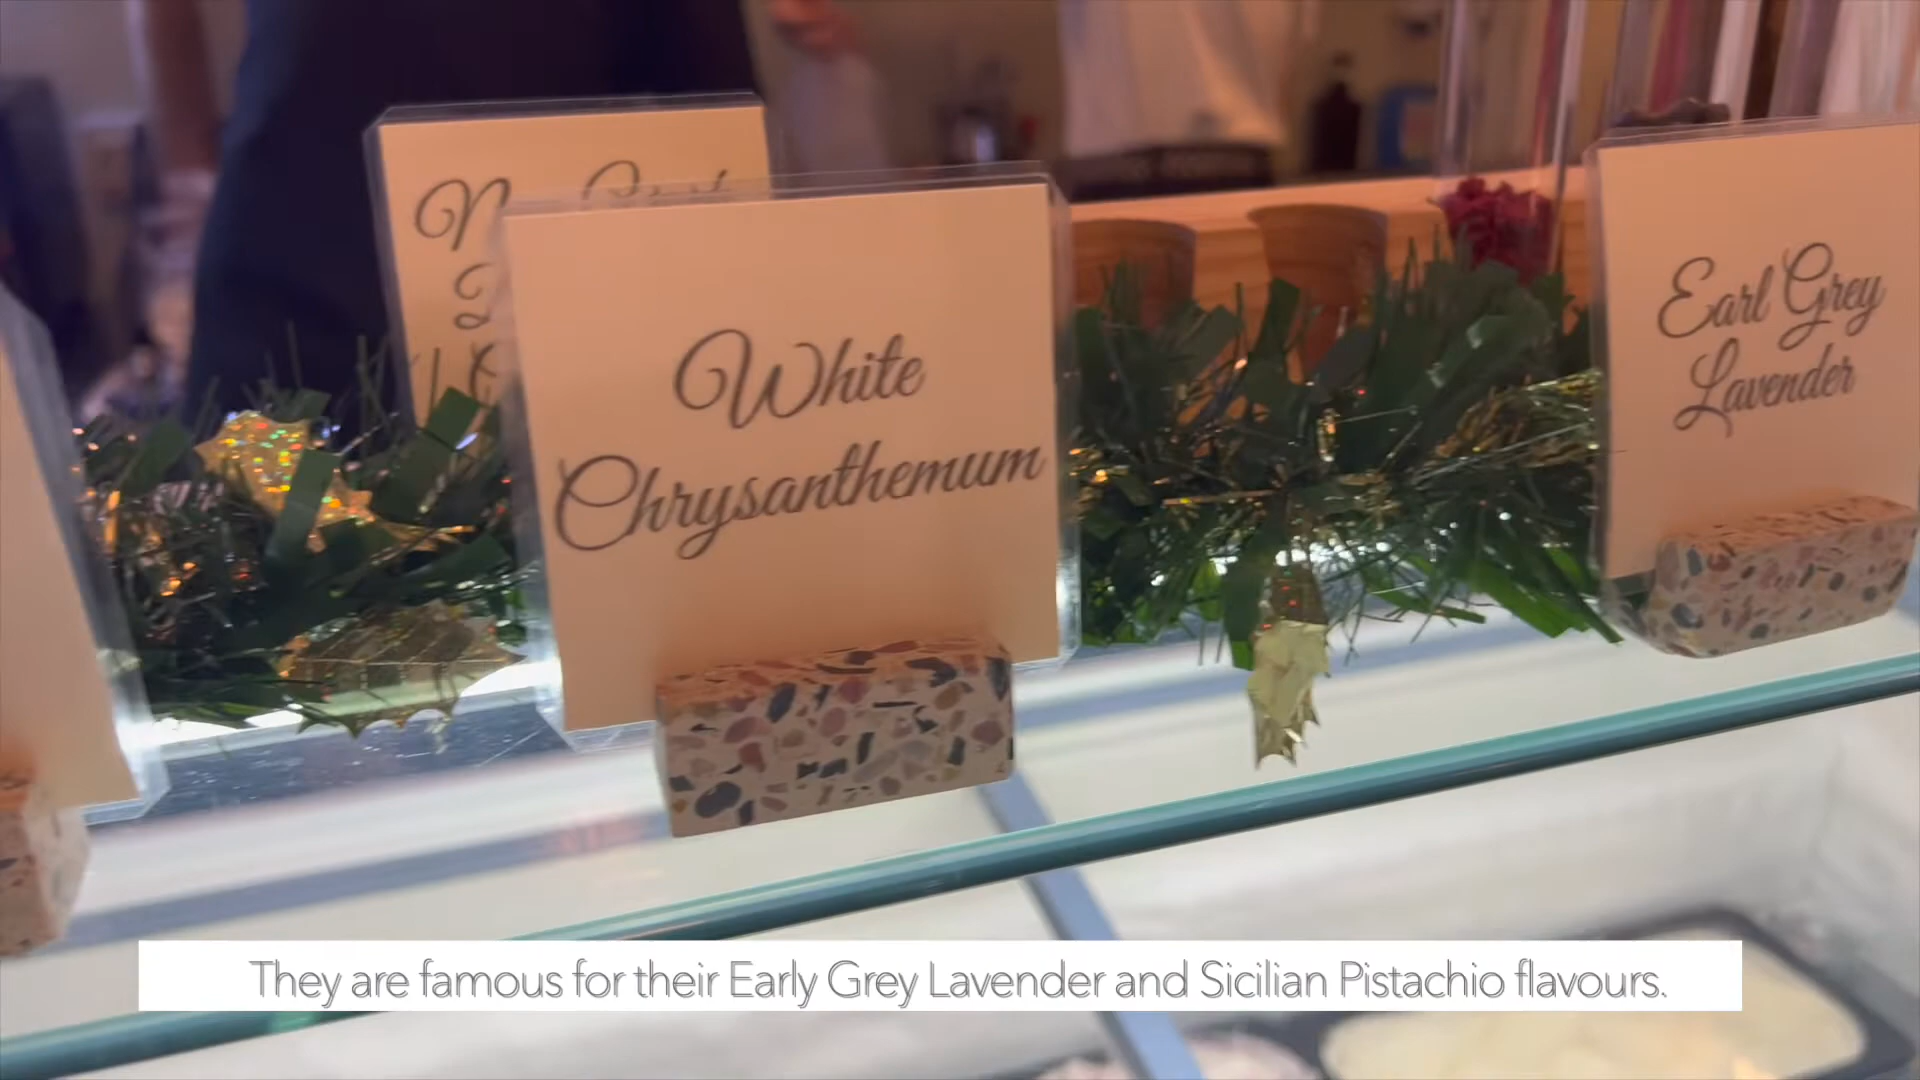 White
Chrysanthemum
Earl Grey
Lavender
They are famous for their Early Grey Lavender and Sicilian Pistachio flavours.